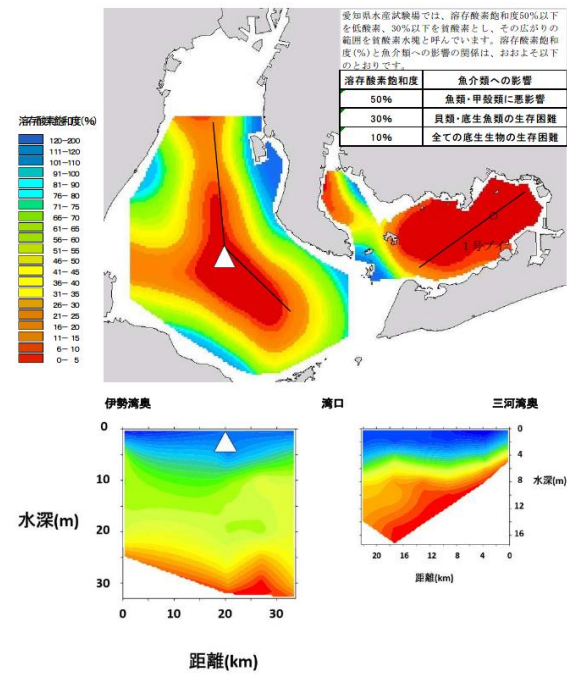 愛知県水産試験場では、溶存酸素飽和度50%以下
を低酸素、30%以下を貧酸素とし、その広がりの
範囲を貧酸素水塊と呼んでいます。溶存酸素飽和
度(%)と魚介類への影響の関係は、おおよそ以下
のとおりです。
溶存酸素飽和度 魚介類への影響
50% 魚類・甲殻類に悪影響
30% 貝類・底生魚類の生存困難
10% 全ての底生生物の生存困難
溶存酸素飽和度(%)
120-200
111-120
101-110
91-100
81- 90
76- 80
71- 75
66- 70
61- 65
56- 60
51- 55
46- 50
41- 45
36- 40
31- 35
26- 30
21- 25
16- 20
11- 15
6- 10
0- 5
1号ブイ
伊勢湾奥 湾口 三河湾奥
0
10
20
30
水深(m)
0 10 20 30
距離(km)
0
4
8
12
16
水深(m)
20 16 12 8 4 0
距離(km)